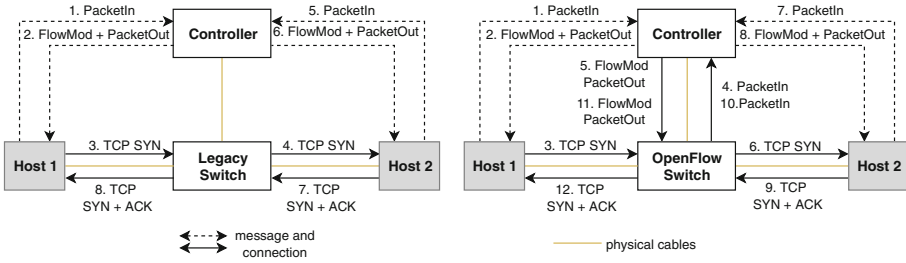 1. PacketIn
2. FlowMod + PacketOut
Controller
5. PacketIn
6. FlowMod + PacketOut
Host 1
3. TCP SYN
Legacy
Switch
4. TCP SYN
Host 2
8. TCP
SYN + ACK
7. TCP
SYN + ACK
1. PacketIn
2. FlowMod + PacketOut
Controller
7. PacketIn
8. FlowMod + PacketOut
5. FlowMod
PacketOut
11. FlowMod
PacketOut
4. PacketIn
10.PacketIn
Host 1
3. TCP SYN
OpenFlow
Switch
6. TCP SYN
Host 2
12. TCP
SYN + ACK
9. TCP
SYN + ACK
message and
connection
physical cables